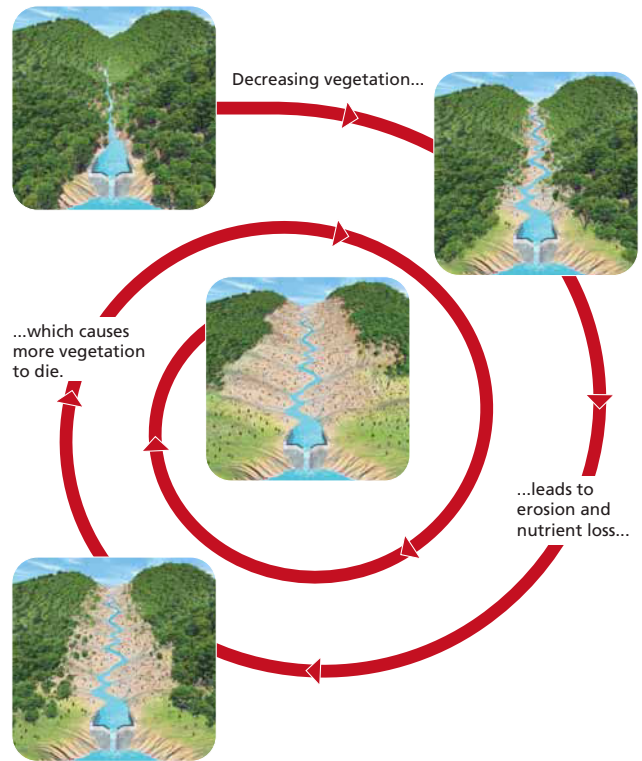 Decreasing vegetation...
...leads to
erosion and
nutrient loss...
...which causes
more vegetation
to die.